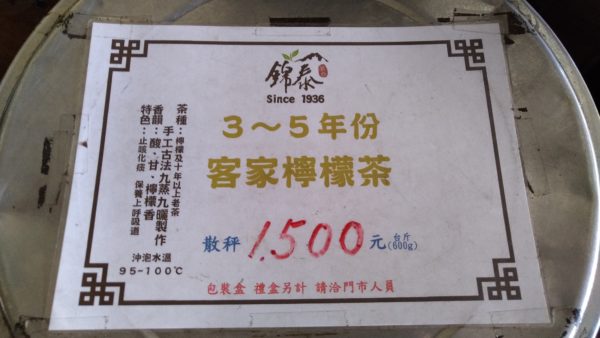 錦泰
Since 1936
3～5年份
客家檸檬茶
茶種：檸檬及十年以上老茶
手工古法九蒸九曬製作
香韻：酸、甘、檸檬香
特色：止咳化痰 保養上呼吸道
沖泡水溫
95-100℃
散秤 1,500 元 台斤(600g)
包裝盒 禮盒另計 請洽門市人員